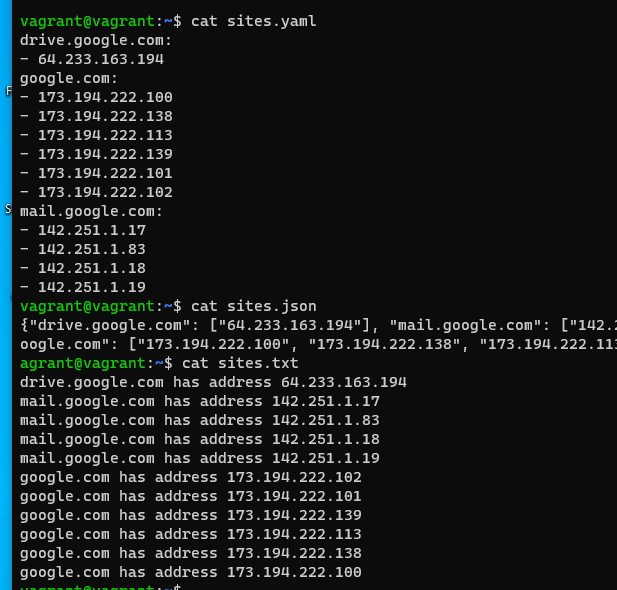 vagrant@vagrant:~$ cat sites.yaml
drive.google.com:
- 64.233.163.194
google.com:
- 173.194.222.100
- 173.194.222.138
- 173.194.222.113
- 173.194.222.139
- 173.194.222.101
- 173.194.222.102
mail.google.com:
- 142.251.1.17
- 142.251.1.83
- 142.251.1.18
- 142.251.1.19
vagrant@vagrant:~$ cat sites.json
{"drive.google.com": ["64.233.163.194"], "mail.google.com": ["142.2
oogle.com": ["173.194.222.100", "173.194.222.138", "173.194.222.113
agrant@vagrant:~$ cat sites.txt
drive.google.com has address 64.233.163.194
mail.google.com has address 142.251.1.17
mail.google.com has address 142.251.1.83
mail.google.com has address 142.251.1.18
mail.google.com has address 142.251.1.19
google.com has address 173.194.222.102
google.com has address 173.194.222.101
google.com has address 173.194.222.139
google.com has address 173.194.222.113
google.com has address 173.194.222.138
google.com has address 173.194.222.100